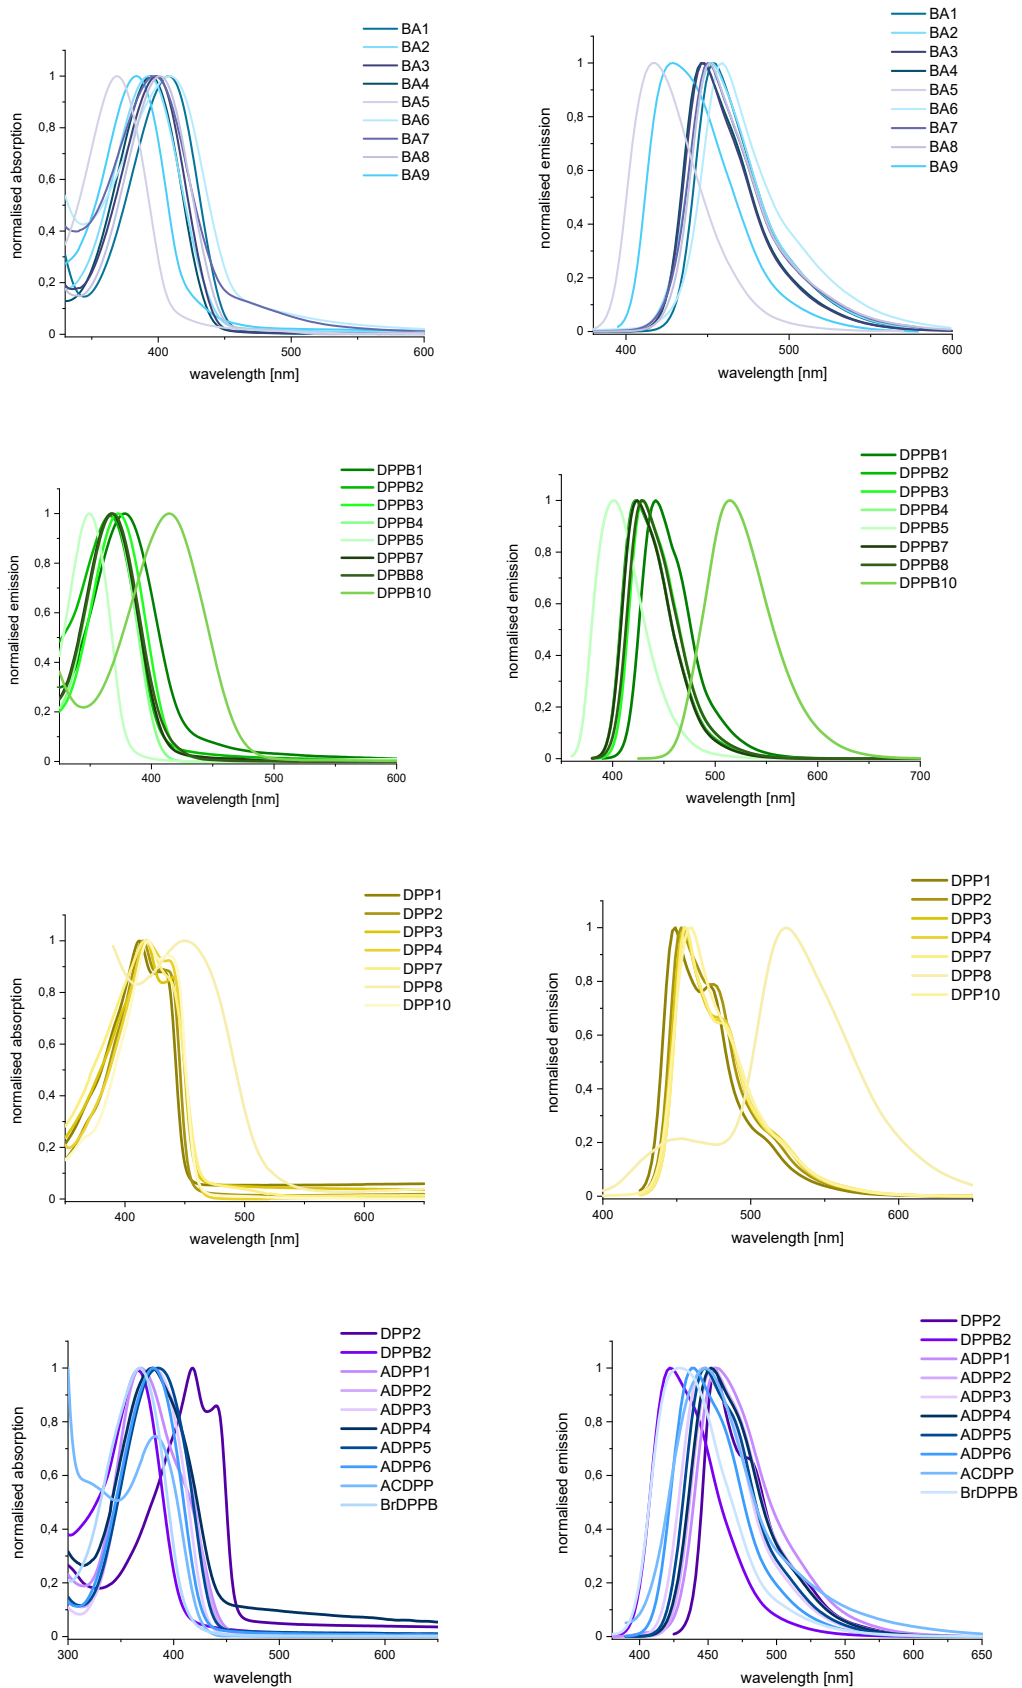 BA1
BA2
BA3
BA4
BA5
BA6
BA7
BA8
BA9
normalised absorption
1
0,8
0,6
0,4
0,2
0
400
500
600
wavelength [nm]
BA1
BA2
BA3
BA4
BA5
BA6
BA7
BA8
BA9
normalised emission
1
0,8
0,6
0,4
0,2
0
400
500
600
wavelength [nm]
DPPB1
DPPB2
DPPB3
DPPB4
DPPB5
DPPB7
DPBB8
DPPB10
normalised emission
1
0,8
0,6
0,4
0,2
0
400
500
600
wavelength [nm]
DPPB1
DPPB2
DPPB3
DPPB4
DPPB5
DPPB7
DPPB8
DPPB10
normalised emission
1
0,8
0,6
0,4
0,2
0
400
500
600
700
wavelength [nm]
DPP1
DPP2
DPP3
DPP4
DPP7
DPP8
DPP10
normalised absorption
1
0,8
0,6
0,4
0,2
0
400
500
600
wavelength [nm]
DPP1
DPP2
DPP3
DPP4
DPP7
DPP8
DPP10
normalised emission
1
0,8
0,6
0,4
0,2
0
400
500
600
wavelength [nm]
DPP2
DPPB2
ADPP1
ADPP2
ADPP3
ADPP4
ADPP5
ADPP6
ACDPP
BrDPPB
normalised absorption
1
0,8
0,6
0,4
0,2
0
300
400
500
600
wavelength
DPP2
DPPB2
ADPP1
ADPP2
ADPP3
ADPP4
ADPP5
ADPP6
ACDPP
BrDPPB
normalised emission
1
0,8
0,6
0,4
0,2
0
400
450
500
550
600
650
wavelength [nm]